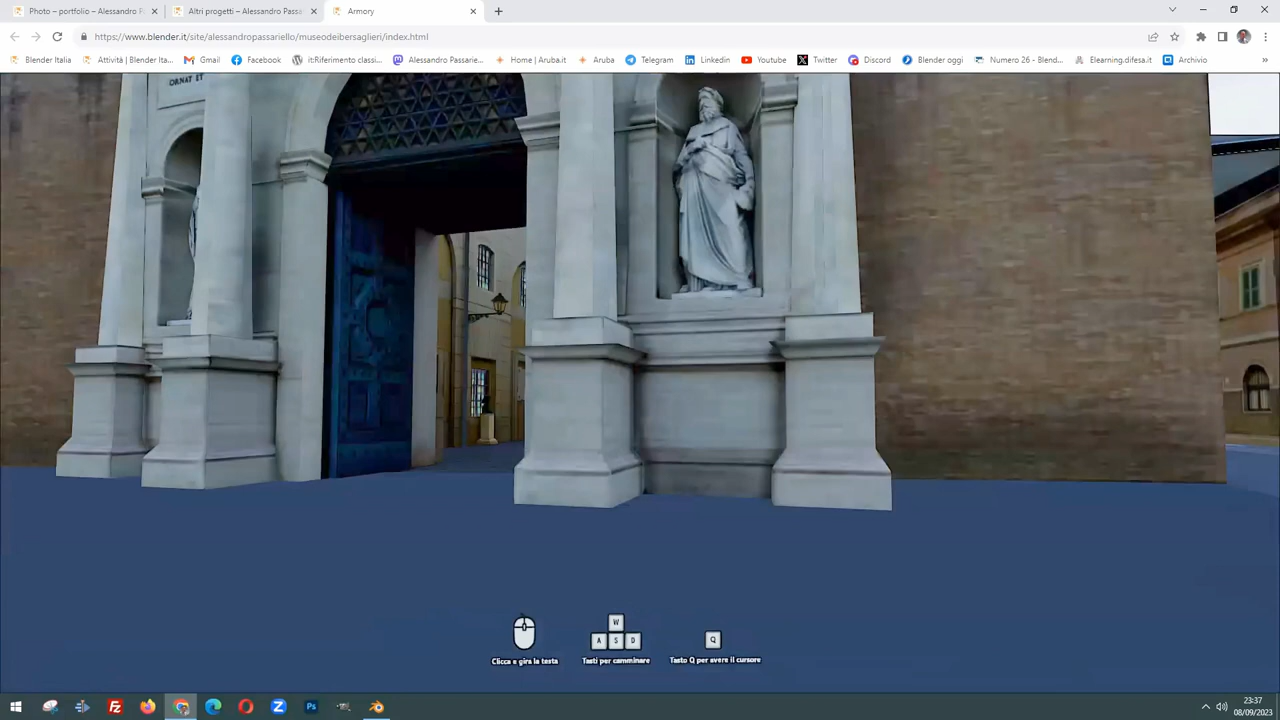 Photo – portfolio – Alessandro P
Altri progetti – Alessandro Passa
Armory
https://www.blender.it/site/alessandropassariello/museodeibersaglieri/index.html
Blender Italia
Attività | Blender Ita...
Gmail
Facebook
it:Riferimento classi...
Alessandro Passarie...
Home | Aruba.it
Aruba
Telegram
Linkedin
Youtube
Twitter
Discord
Blender oggi
Numero 26 - Blend...
Elearning.difesa.it
Archivio
»
ORNAT ET
W
A S D
Q
Clicca e gira la testa
Tasti per camminare
Tasto Q per avere il cursore
23:37
08/09/2023